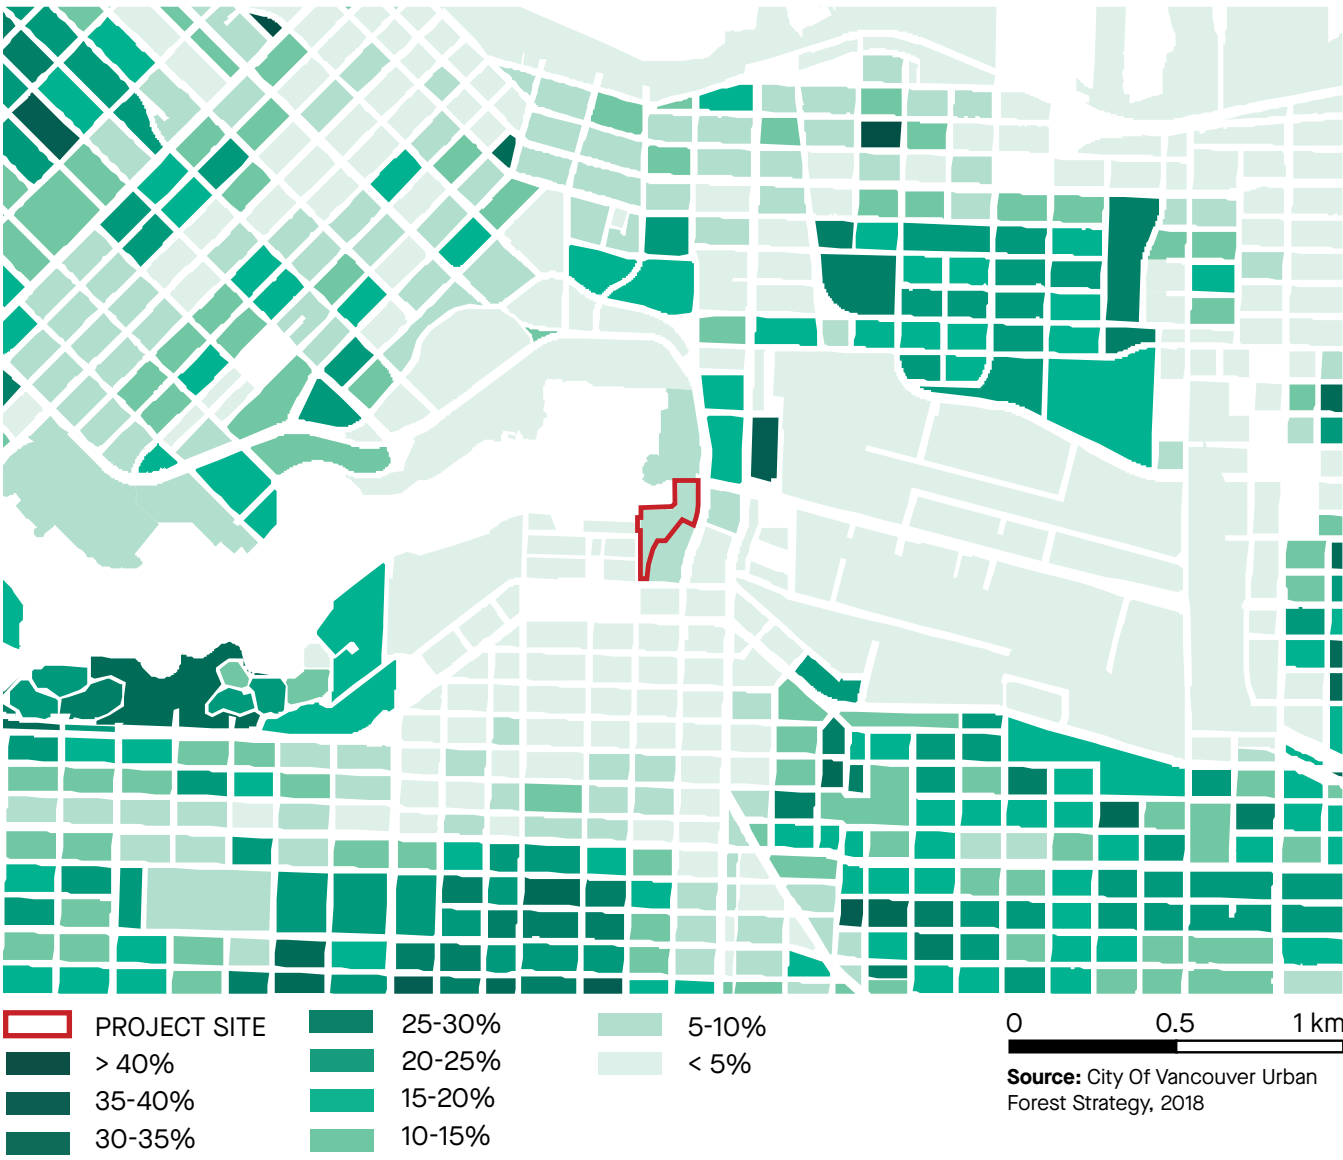 PROJECT SITE
> 40%
35-40%
30-35%
25-30%
20-25%
15-20%
10-15%
5-10%
< 5%
0 0.5 1 km
Source: City Of Vancouver Urban
Forest Strategy, 2018